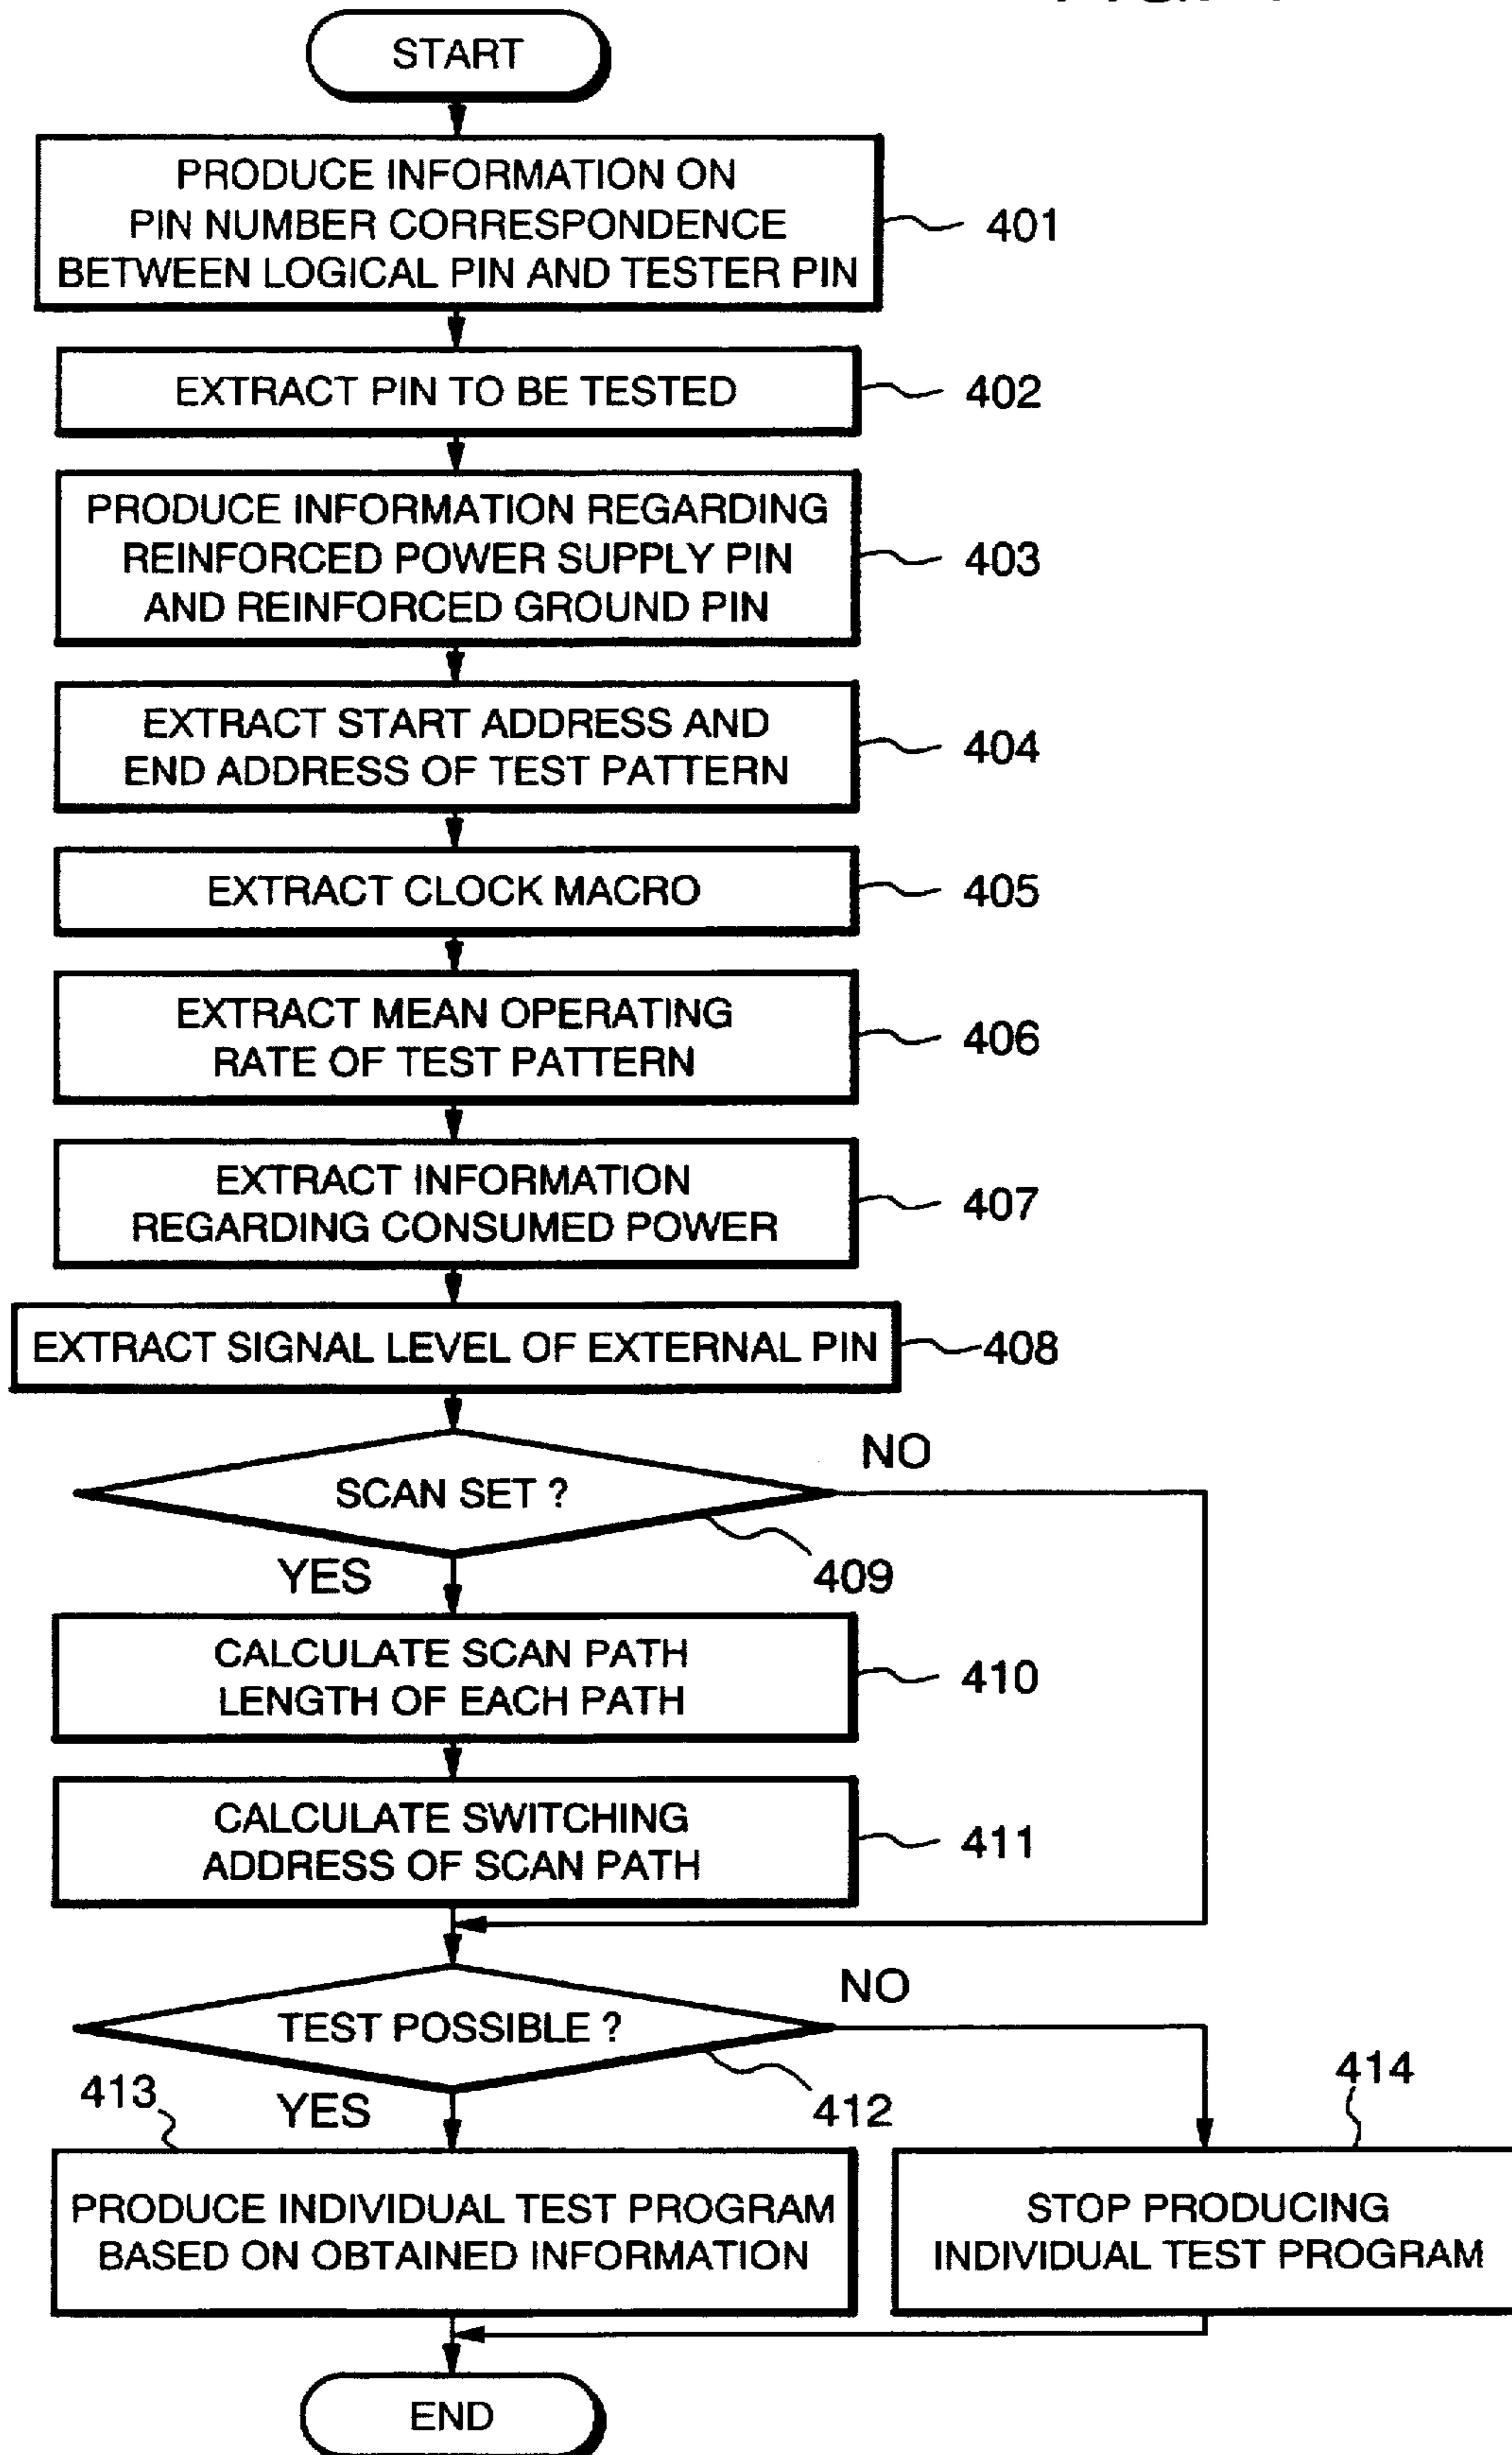 START
PRODUCE INFORMATION ON
PIN NUMBER CORRESPONDENCE
BETWEEN LOGICAL PIN AND TESTER PIN
401
EXTRACT PIN TO BE TESTED
402
PRODUCE INFORMATION REGARDING
REINFORCED POWER SUPPLY PIN
AND REINFORCED GROUND PIN
403
EXTRACT START ADDRESS AND
END ADDRESS OF TEST PATTERN
404
EXTRACT CLOCK MACRO
405
EXTRACT MEAN OPERATING
RATE OF TEST PATTERN
406
EXTRACT INFORMATION
REGARDING CONSUMED POWER
407
EXTRACT SIGNAL LEVEL OF EXTERNAL PIN
408
SCAN SET ?
NO
409
YES
CALCULATE SCAN PATH
LENGTH OF EACH PATH
410
CALCULATE SWITCHING
ADDRESS OF SCAN PATH
411
TEST POSSIBLE ?
NO
412
YES
413
414
PRODUCE INDIVIDUAL TEST PROGRAM
BASED ON OBTAINED INFORMATION
STOP PRODUCING
INDIVIDUAL TEST PROGRAM
END